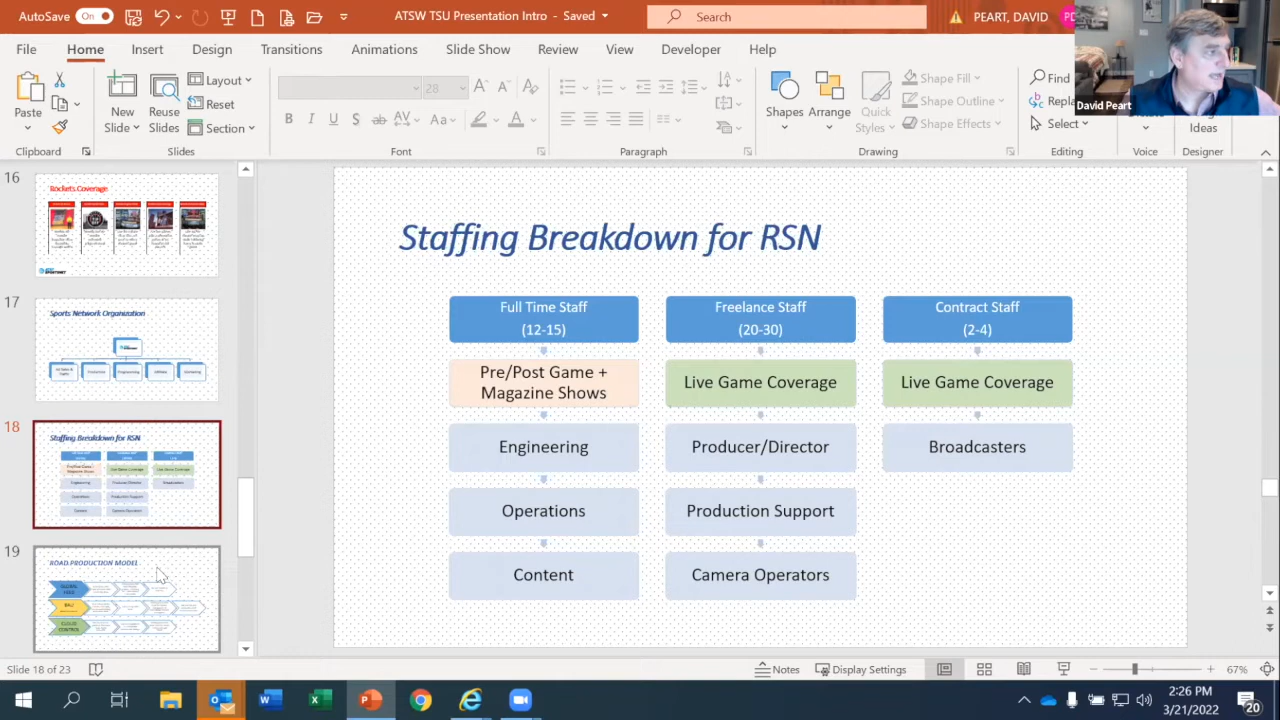 AutoSave On ATSW TSU Presentation Intro - Saved Search PEART, DAVID
File Home Insert Design Transitions Animations Slide Show Review View Developer Help
Paste
Clipboard
New
Slide
Reuse
Slides
Layout
Reset
Section
Slides
B
Aa
A
Font
Paragraph
Shapes
Arrange
Quick
Styles
Shape Fill
Shape Outline
Shape Effects
Drawing
Find
Select
Editing
Voice
Ideas
Designer
David Peart
16
Rockets Coverage
17
Sports Network Organization
18
Staffing Breakdown for RSN
19
ROAD PRODUCTION MODEL
Staffing Breakdown for RSN
Full Time Staff
(12-15)
Pre/Post Game +
Magazine Shows
Engineering
Operations
Content
Freelance Staff
(20-30)
Live Game Coverage
Producer/Director
Production Support
Camera Operators
Contract Staff
(2-4)
Live Game Coverage
Broadcasters
Slide 18 of 23 Notes Display Settings 67%
2:26 PM
3/21/2022
20